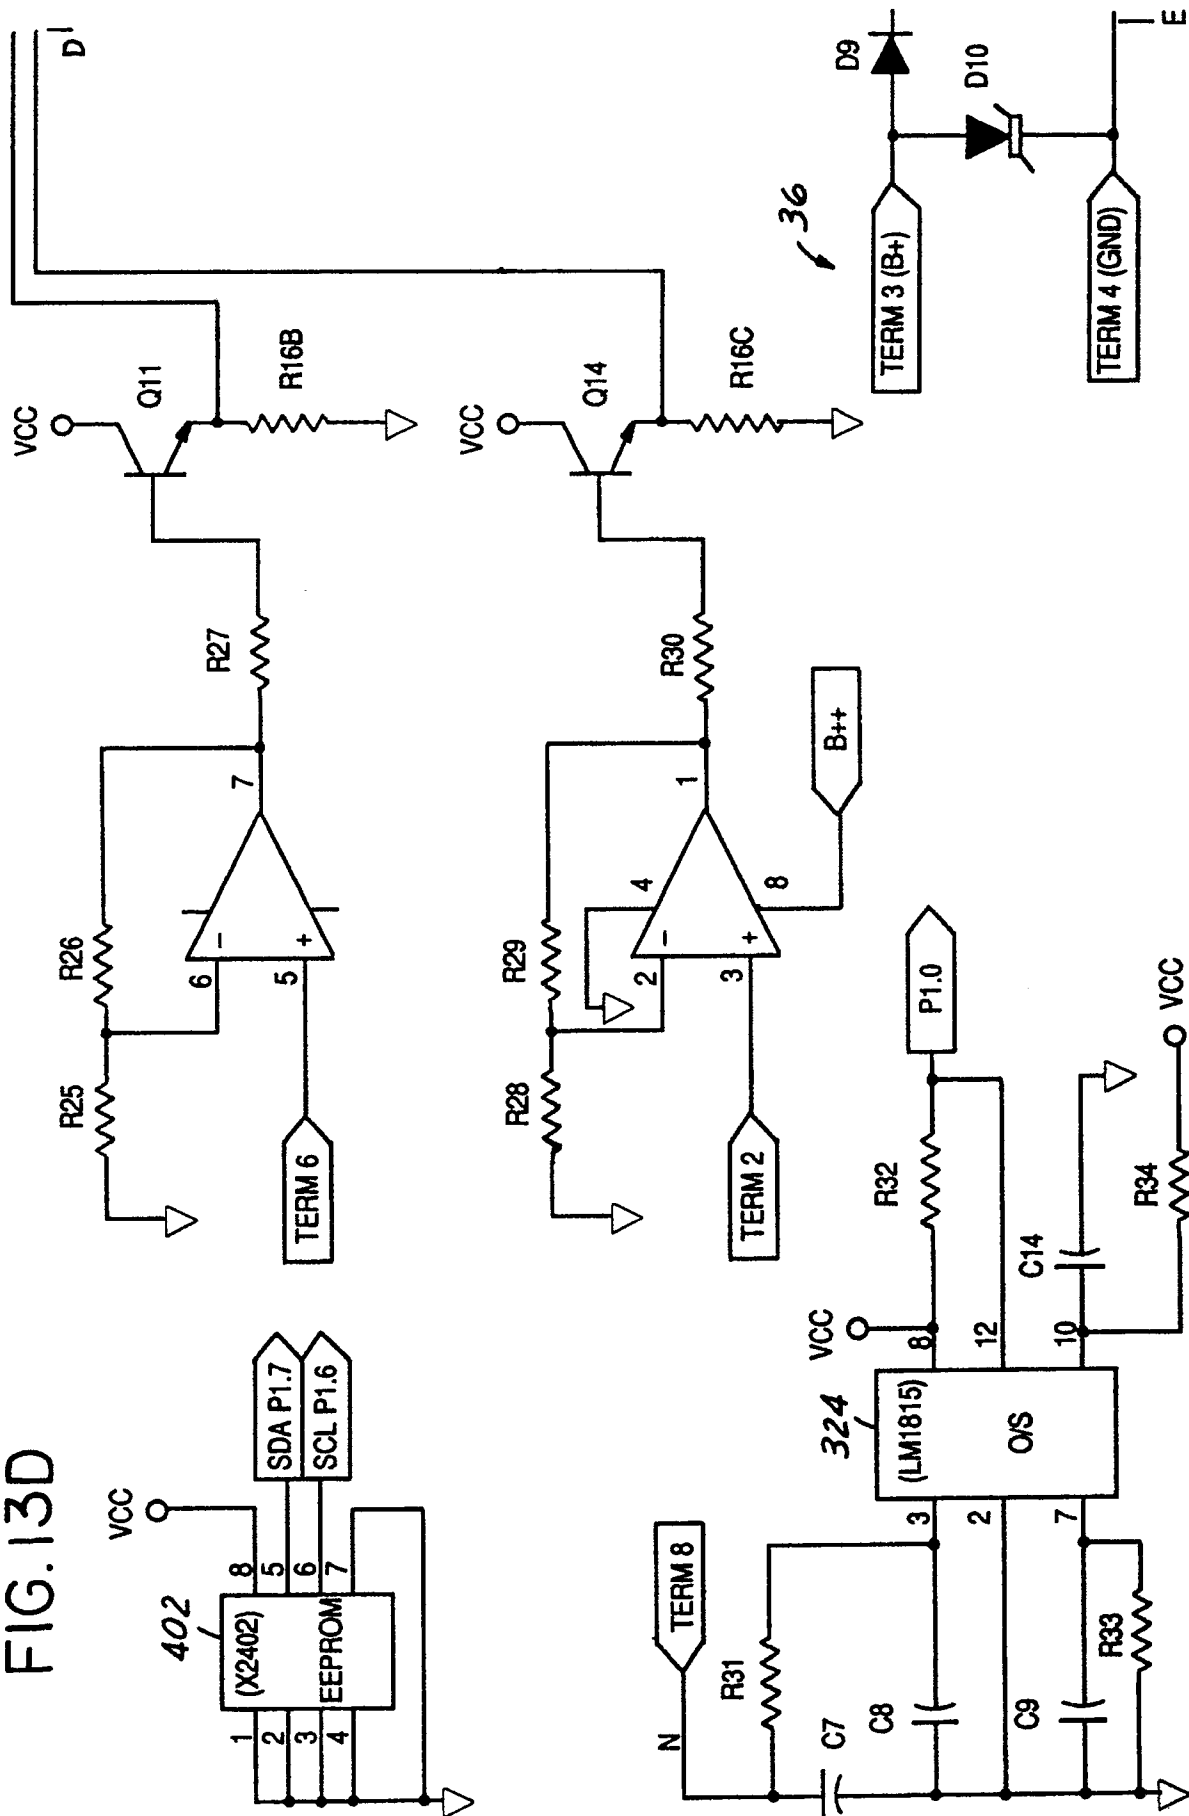 FIG.13D
402
(X2402)
EEPROM
1
2
3
4
8
5
6
7
VCC
SDA P1.7
SCL P1.6
R25
R26
6
5
−
+
7
TERM 6
R27
VCC
Q11
R16B
D
R28
R29
2
3
4
8
−
+
1
TERM 2
B++
R30
VCC
Q14
R16C
TERM 8
N
R31
C7
C8
C9
R33
324
(LM1815)
O/S
3
2
7
8
12
10
VCC
R32
P1.0
C14
R34
VCC
36
TERM 3 (B+)
TERM 4 (GND)
D9
D10
E